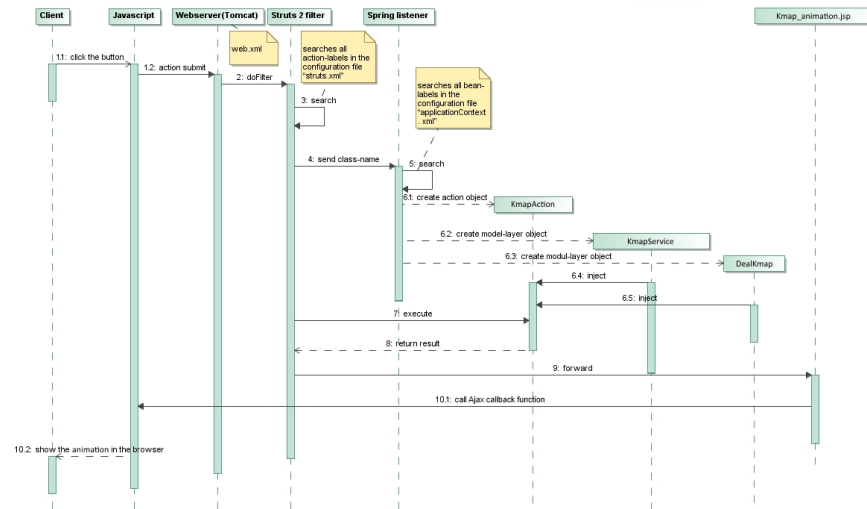 Client
Javascript
Webserver(Tomcat)
Struts 2 filter
Spring listener
Kmap_animation.jsp
web.xml
searches all
action-labels in the
configuration file
"struts.xml"
searches all bean-
labels in the
configuration file
"applicationContext
. xml"
1.1: click the button
1.2: action submit
2: doFilter
3: search
4: send class-name
5: search
6.1: create action object
KmapAction
6.2: create model-layer object
KmapService
6.3: create modul-layer object
DealKmap
6.4: inject
6.5: inject
7: execute
8: return result
9: forward
10.1: call Ajax callback function
10.2: show the animation in the browser